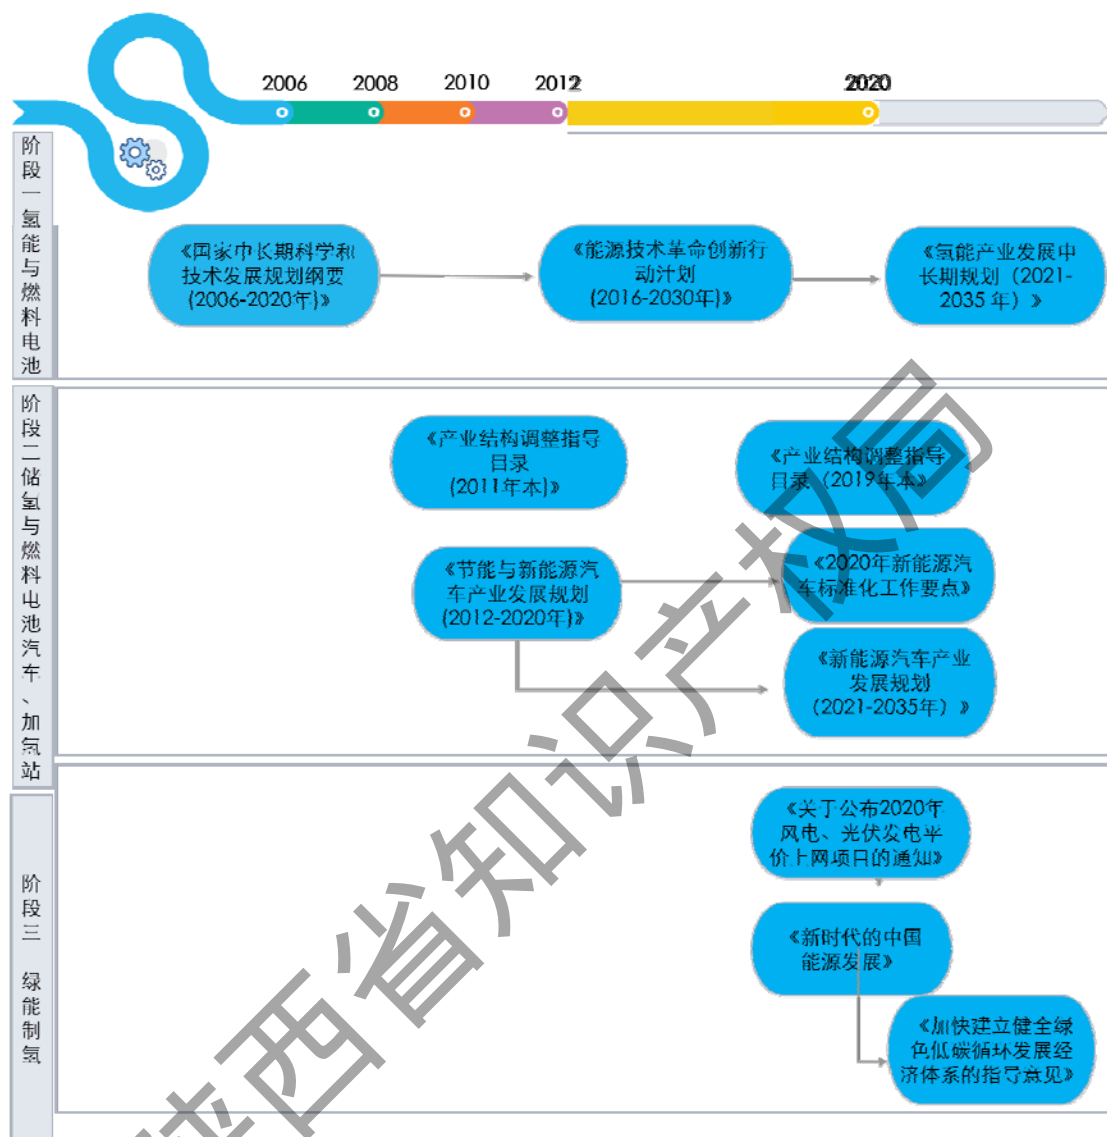 2006
2008
2010
2012
2020
阶段一氢能与燃料电池
《国家中长期科学和
技术发展规划纲要
(2006-2020年)》
《能源技术革命创新行
动计划
(2016-2030年)》
《氢能产业发展中
长期规划（2021-
2035 年）》
阶段二储氢与燃料电池汽车、加氢站
《产业结构调整指导
目录
(2011年本)》
《产业结构调整指导
目录（2019年本》
《节能与新能源汽
车产业发展规划
(2012-2020年)》
《2020年新能源汽
车标准化工作要点》
《新能源汽车产业
发展规划
（2021-2035年）》
阶段三 绿能制氢
《关于公布2020年
风电、光伏发电平
价上网项目的通知》
《新时代的中国
能源发展》
《加快建立健全绿
色低碳循环发展经
济体系的指导意见》
陕西省知识产权局